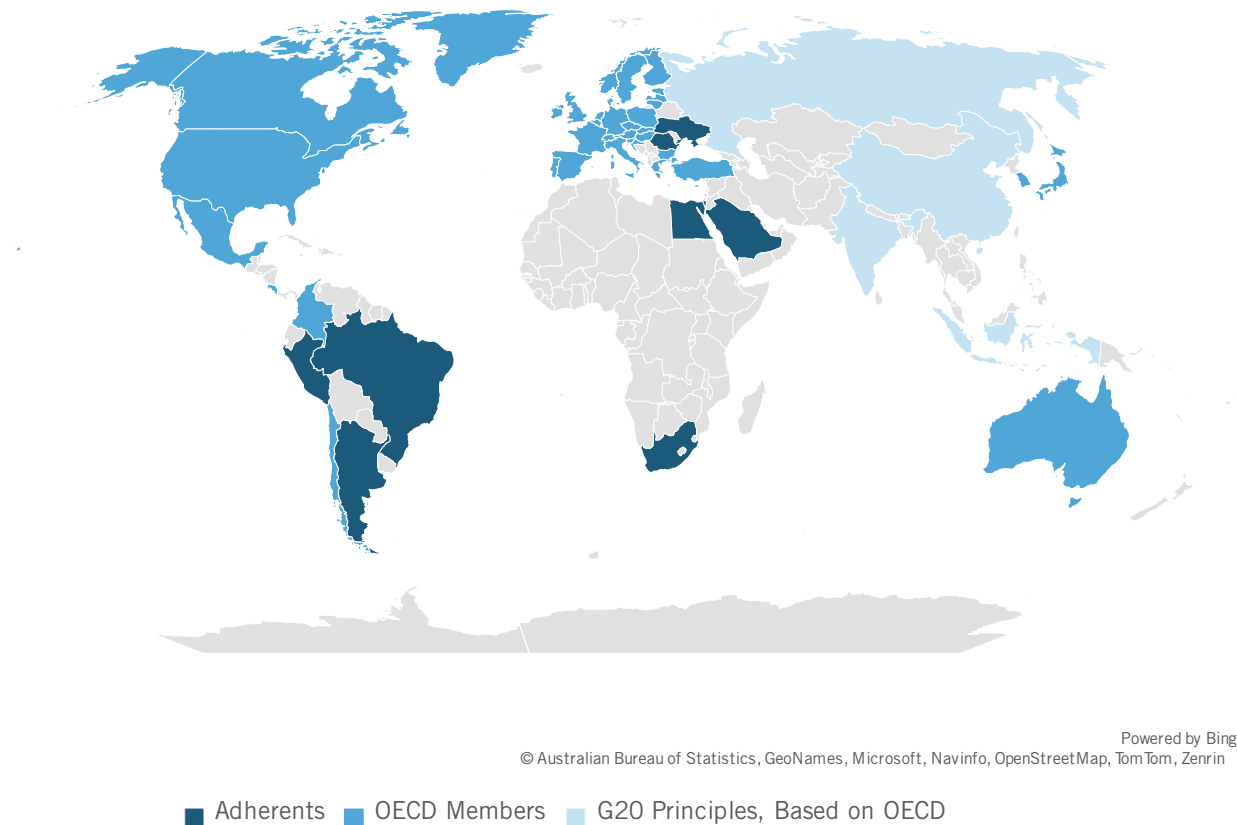 Powered by Bing
© Australian Bureau of Statistics, GeoNames, Microsoft, Navinfo, OpenStreetMap, TomTom, Zenrin
Adherents OECD Members G20 Principles, Based on OECD